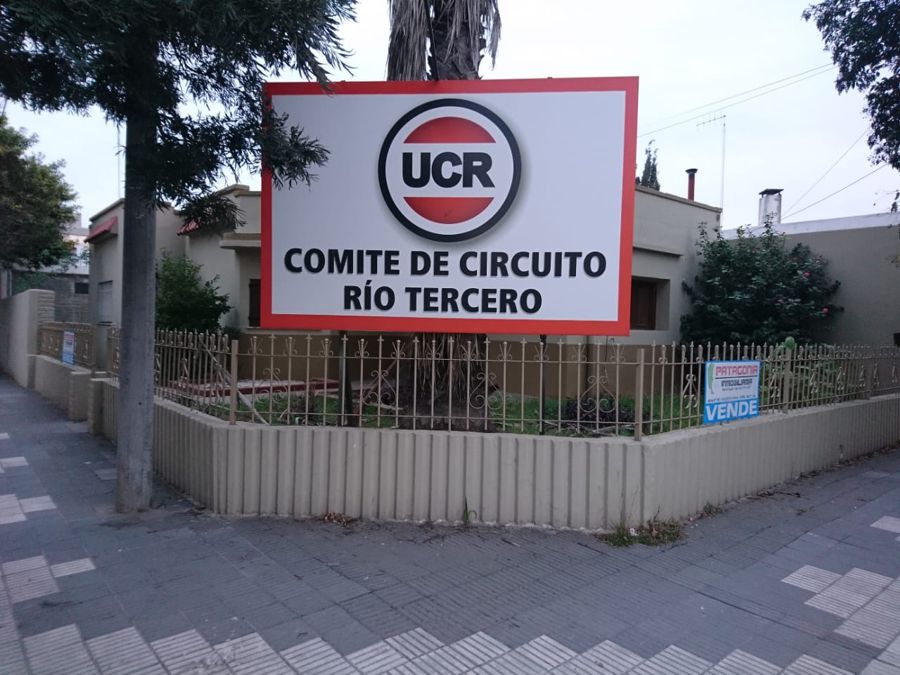 UCR
COMITE DE CIRCUITO
RÍO TERCERO
PATAGONIA
INMOBILIARIA
VENDE